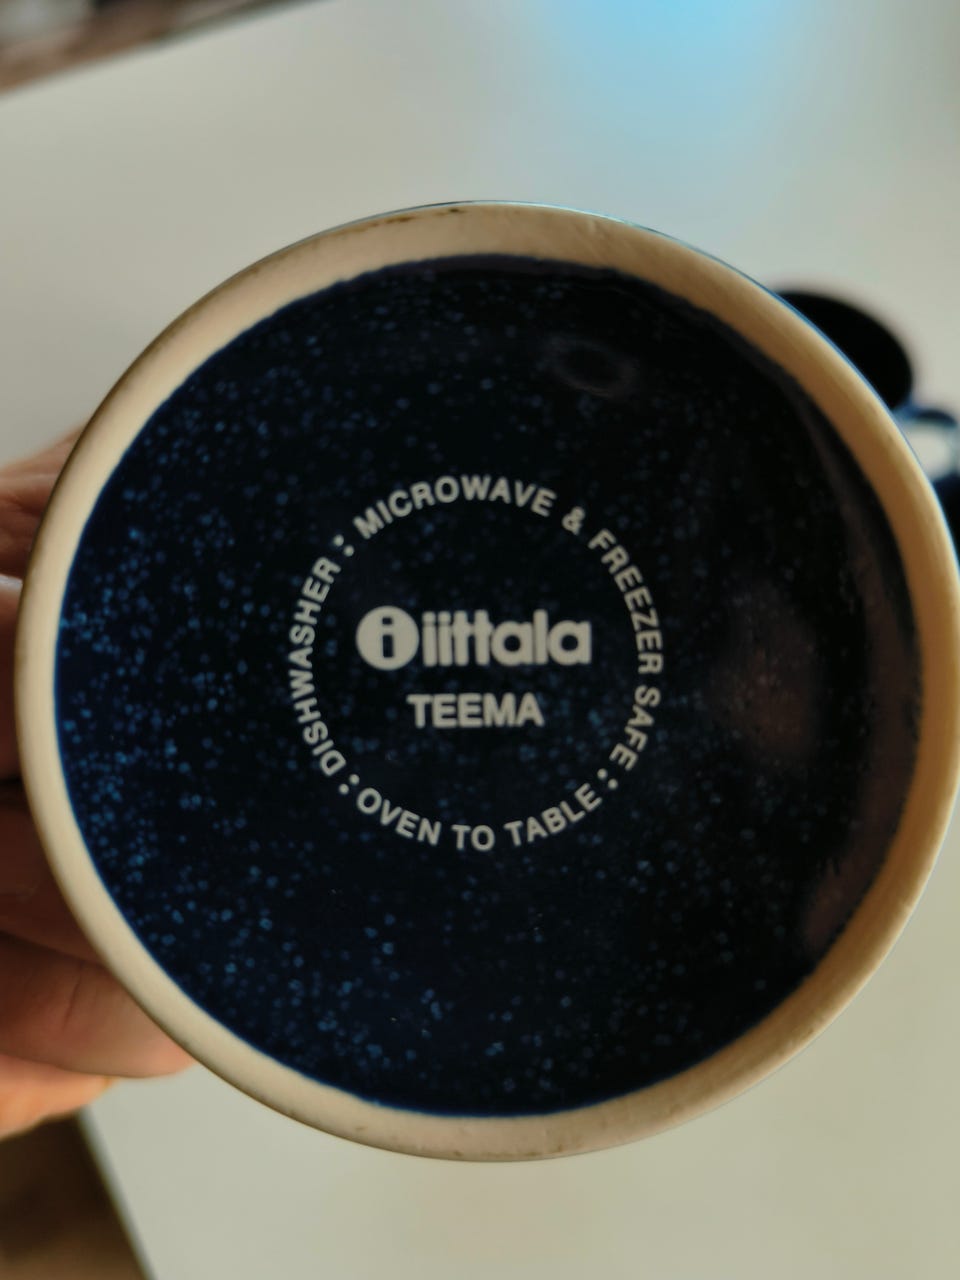 DISHWASHER : MICROWAVE & FREEZER SAFE : OVEN TO TABLE :
i iittala
TEEMA